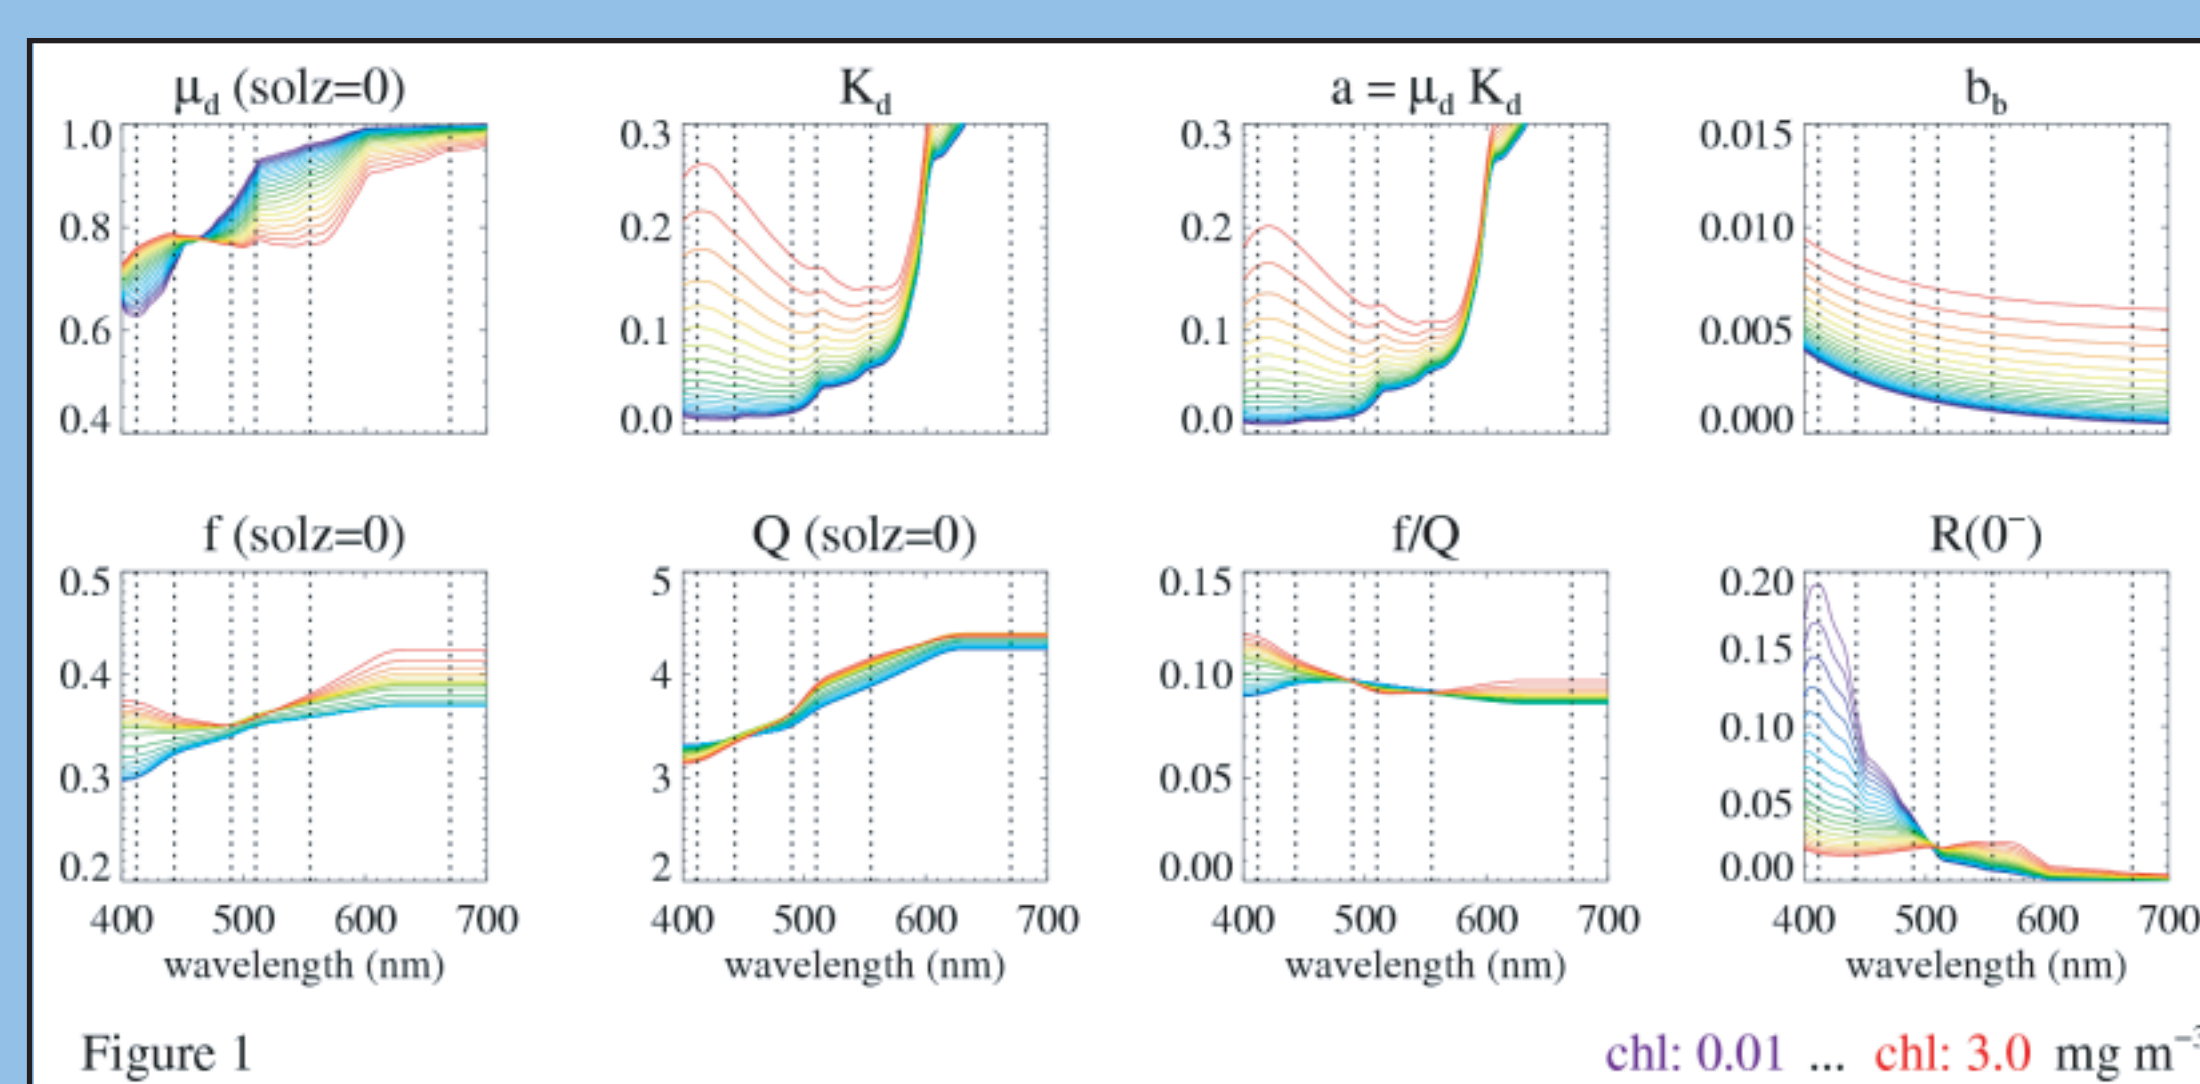 μd (solz=0)
1.0
0.8
0.6
0.4
Kd
0.3
0.2
0.1
0.0
a = μd Kd
0.3
0.2
0.1
0.0
bb
0.015
0.010
0.005
0.000
f (solz=0)
0.5
0.4
0.3
0.2
400 500 600 700
wavelength (nm)
Q (solz=0)
5
4
3
2
400 500 600 700
wavelength (nm)
f/Q
0.15
0.10
0.05
0.00
400 500 600 700
wavelength (nm)
R(0⁻)
0.20
0.15
0.10
0.05
0.00
400 500 600 700
wavelength (nm)
Figure 1
chl: 0.01 ... chl: 3.0 mg m⁻³